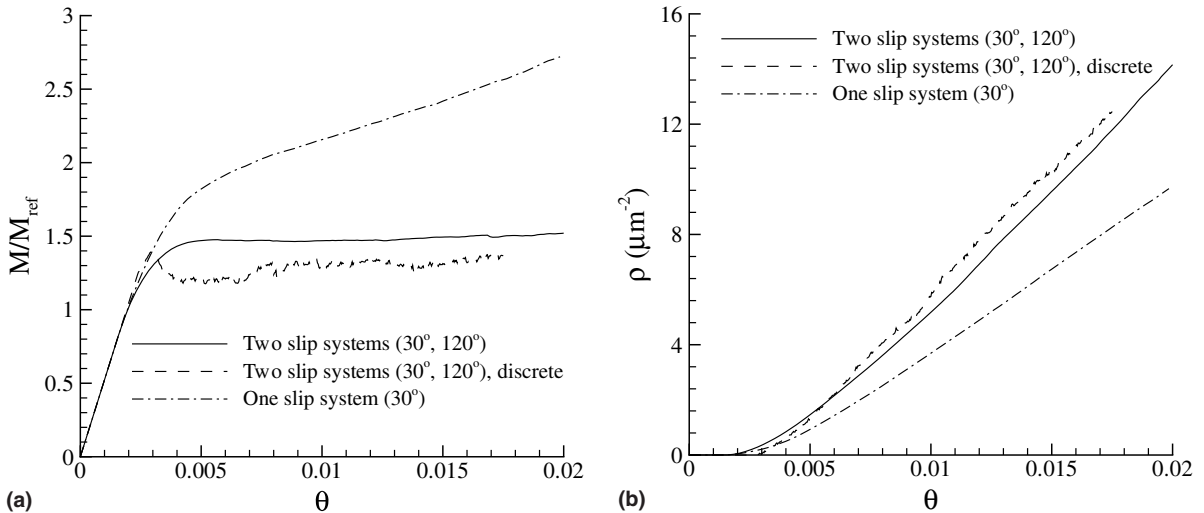 3
2.5
2
1.5
1
0.5
0
M/M_ref
Two slip systems (30°, 120°)
Two slip systems (30°, 120°), discrete
One slip system (30°)
0
0.005
0.01
0.015
0.02
θ
(a)
16
12
8
4
0
ρ (μm⁻²)
Two slip systems (30°, 120°)
Two slip systems (30°, 120°), discrete
One slip system (30°)
0
0.005
0.01
0.015
0.02
θ
(b)